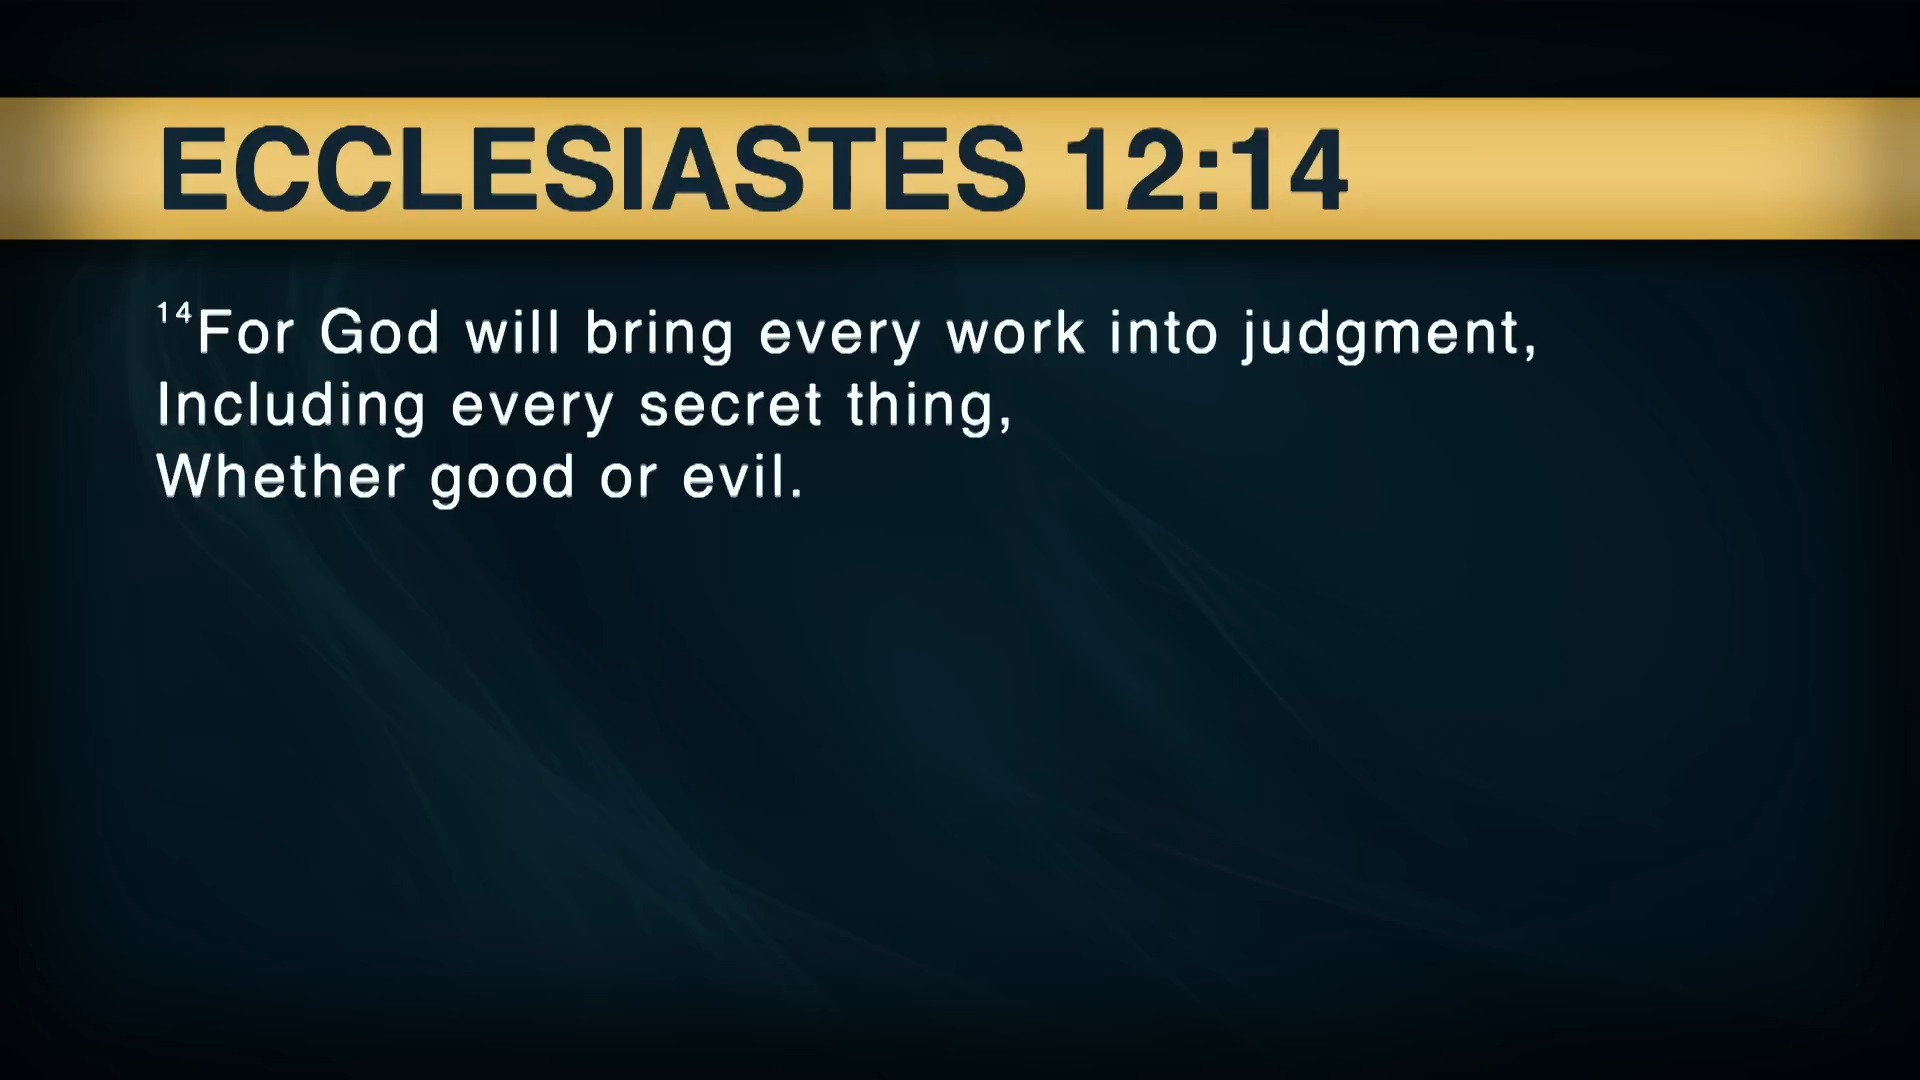 ECCLESIASTES 12:14
14For God will bring every work into judgment,
Including every secret thing,
Whether good or evil.